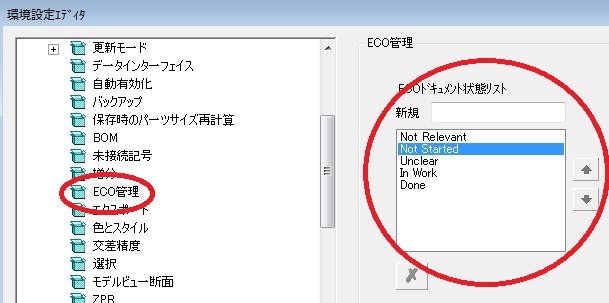 環境設定ｴﾃﾞｨﾀ
更新モード
データインターフェイス
自動有効化
バックアップ
保存時のパーツサイズ再計算
BOM
未接続記号
増分
ECO管理
エクスポート
色とスタイル
交差精度
選択
モデルビュー断面
ZPR
ECO管理
ECOﾄﾞｷｭﾒﾝﾄ状態リスト
新規
Not Relevant
Not Started
Unclear
In Work
Done